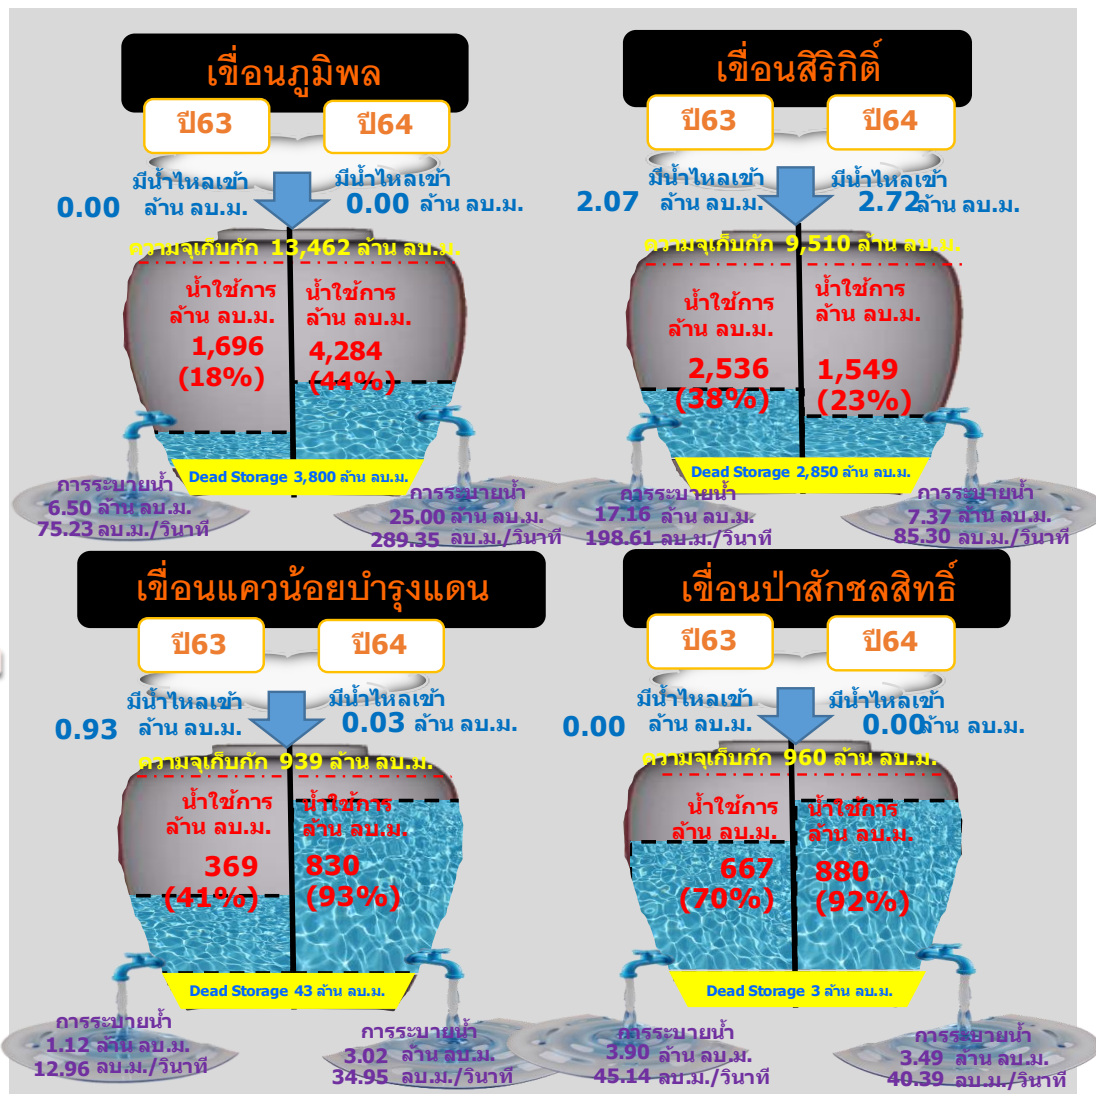 เขื่อนภูมิพล
ปี63
ปี64
มีน้ำไหลเข้า
0.00 ล้าน ลบ.ม.
มีน้ำไหลเข้า
0.00 ล้าน ลบ.ม.
ความจุเก็บกัก 13,462 ล้าน ลบ.ม.
น้ำใช้การ
ล้าน ลบ.ม.
1,696
(18%)
น้ำใช้การ
ล้าน ลบ.ม.
4,284
(44%)
Dead Storage 3,800 ล้าน ลบ.ม.
การระบายน้ำ
6.50 ล้าน ลบ.ม.
75.23 ลบ.ม./วินาที
การระบายน้ำ
25.00 ล้าน ลบ.ม.
289.35 ลบ.ม./วินาที
เขื่อนสิริกิติ์
ปี63
ปี64
มีน้ำไหลเข้า
2.07 ล้าน ลบ.ม.
มีน้ำไหลเข้า
2.72 ล้าน ลบ.ม.
ความจุเก็บกัก 9,510 ล้าน ลบ.ม.
น้ำใช้การ
ล้าน ลบ.ม.
2,536
(38%)
น้ำใช้การ
ล้าน ลบ.ม.
1,549
(23%)
Dead Storage 2,850 ล้าน ลบ.ม.
การระบายน้ำ
17.16 ล้าน ลบ.ม.
198.61 ลบ.ม./วินาที
การระบายน้ำ
7.37 ล้าน ลบ.ม.
85.30 ลบ.ม./วินาที
เขื่อนแควน้อยบำรุงแดน
ปี63
ปี64
มีน้ำไหลเข้า
0.93 ล้าน ลบ.ม.
มีน้ำไหลเข้า
0.03 ล้าน ลบ.ม.
ความจุเก็บกัก 939 ล้าน ลบ.ม.
น้ำใช้การ
ล้าน ลบ.ม.
369
(41%)
น้ำใช้การ
ล้าน ลบ.ม.
830
(93%)
Dead Storage 43 ล้าน ลบ.ม.
การระบายน้ำ
1.12 ล้าน ลบ.ม.
12.96 ลบ.ม./วินาที
การระบายน้ำ
3.02 ล้าน ลบ.ม.
34.95 ลบ.ม./วินาที
เขื่อนป่าสักชลสิทธิ์
ปี63
ปี64
มีน้ำไหลเข้า
0.00 ล้าน ลบ.ม.
มีน้ำไหลเข้า
0.00 ล้าน ลบ.ม.
ความจุเก็บกัก 960 ล้าน ลบ.ม.
น้ำใช้การ
ล้าน ลบ.ม.
667
(70%)
น้ำใช้การ
ล้าน ลบ.ม.
880
(92%)
Dead Storage 3 ล้าน ลบ.ม.
การระบายน้ำ
3.90 ล้าน ลบ.ม.
45.14 ลบ.ม./วินาที
การระบายน้ำ
3.49 ล้าน ลบ.ม.
40.39 ลบ.ม./วินาที